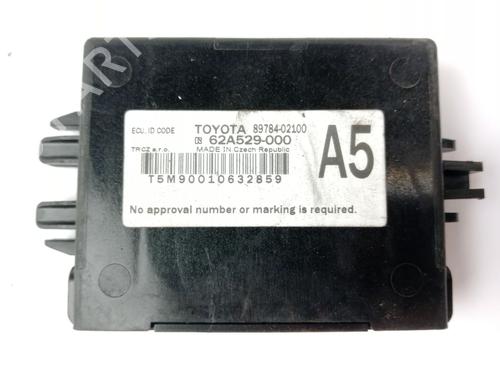 ECU. ID CODE TOYOTA 89784-02100
62A529-000 A5
TRCZ s.r.o. MADE IN Czech Republic
T5M90010632859
No approval number or marking is required.